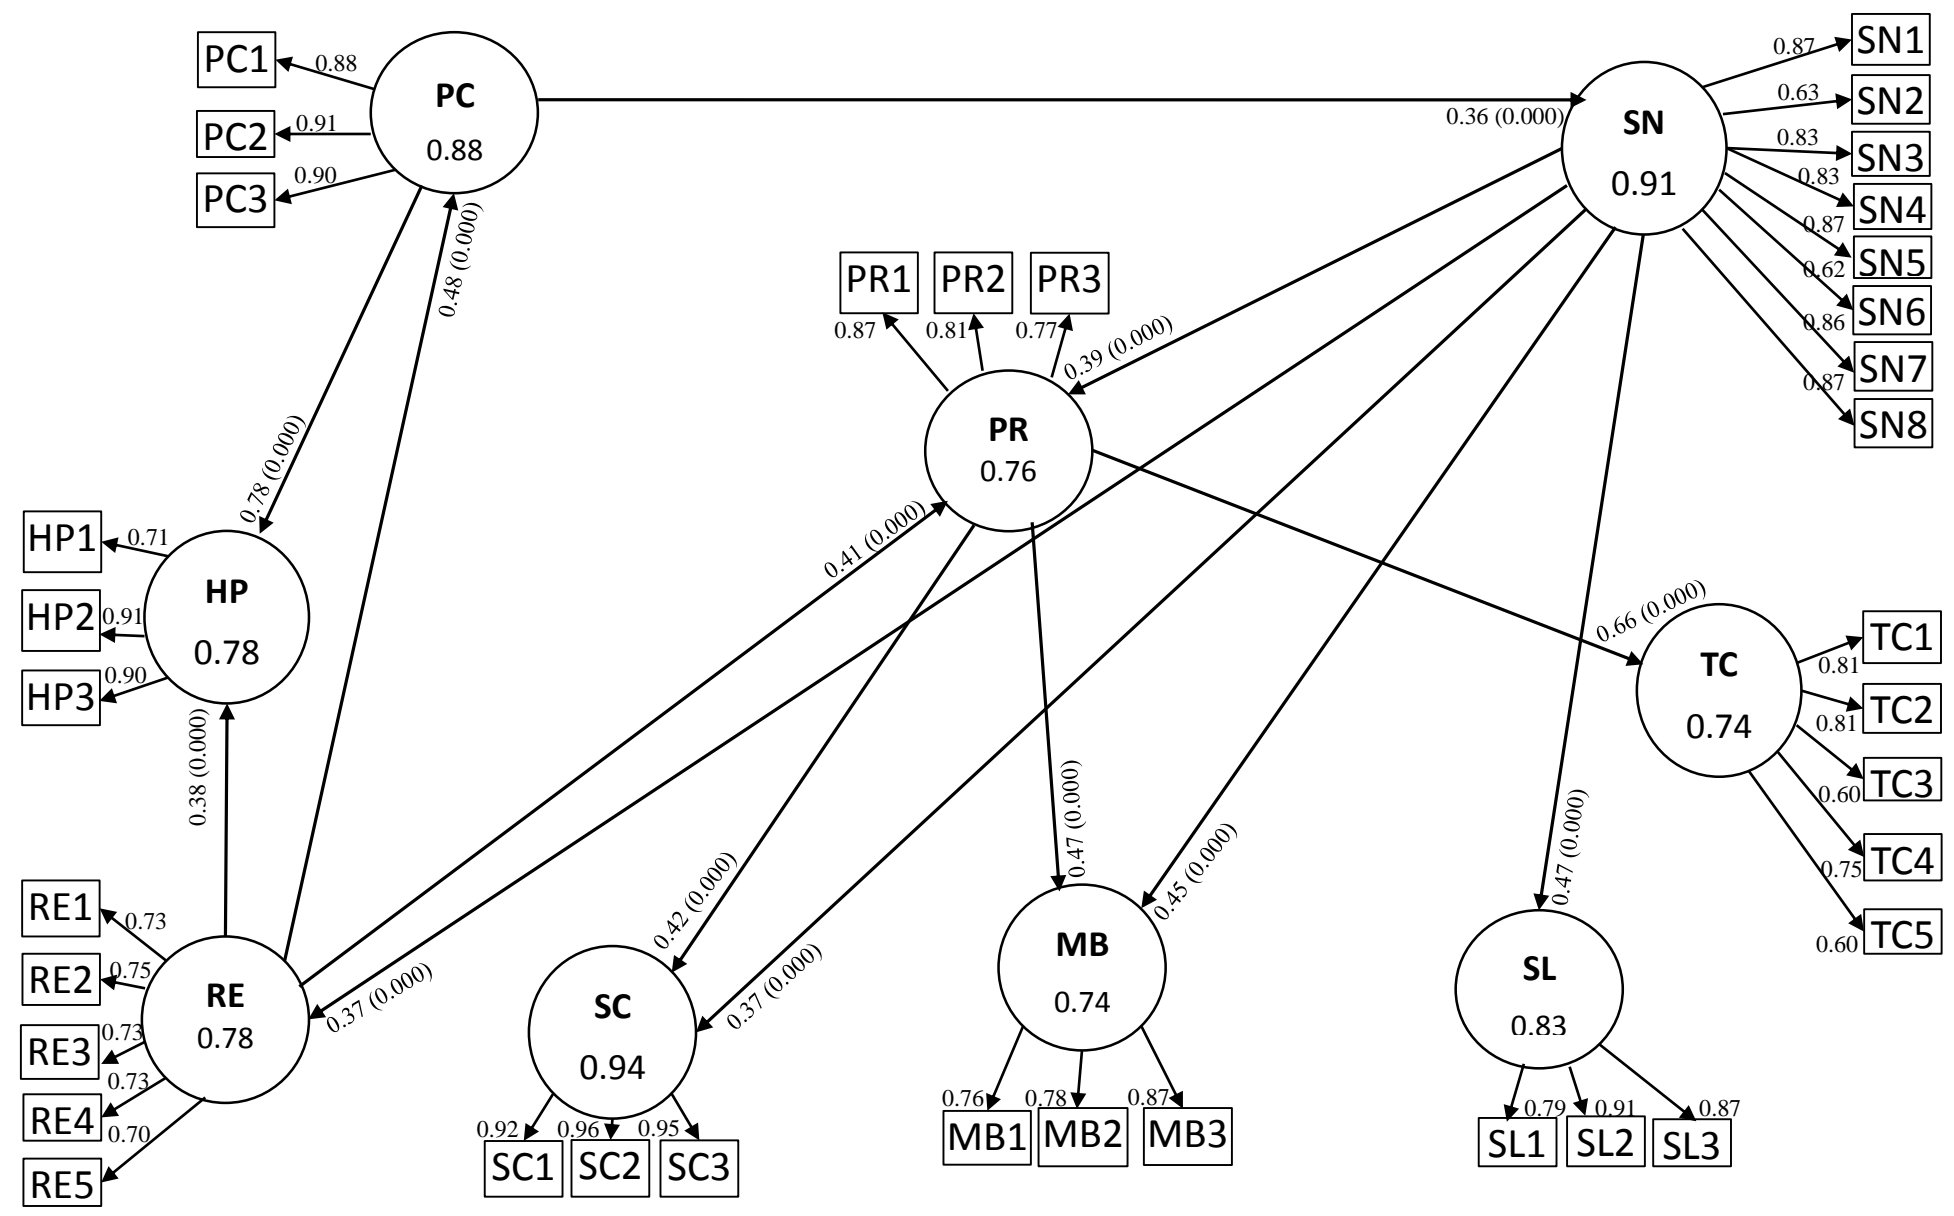 PC1
0.88
PC2
0.91
PC3
0.90
PC
0.88
0.36 (0.000)
SN
0.91
0.87
SN1
0.63
SN2
0.83
SN3
0.83
SN4
0.87
SN5
0.62
SN6
0.86
SN7
0.87
SN8
0.48 (0.000)
PR1
PR2
PR3
0.87
0.81
0.77
0.39 (0.000)
PR
0.76
0.78 (0.000)
0.41 (0.000)
HP1
0.71
HP2
0.91
HP3
0.90
HP
0.78
0.66 (0.000)
TC
0.74
TC1
0.81
TC2
0.81
TC3
0.60
TC4
0.75
TC5
0.60
0.38 (0.000)
RE1
0.73
RE2
0.75
RE3
0.73
RE4
0.73
RE5
0.70
RE
0.78
0.37 (0.000)
0.42 (0.000)
0.37 (0.000)
SC
0.94
0.92
0.96
0.95
SC1
SC2
SC3
0.47 (0.000)
0.45 (0.000)
MB
0.74
0.76
0.78
0.87
MB1
MB2
MB3
0.47 (0.000)
SL
0.83
0.79
0.91
0.87
SL1
SL2
SL3